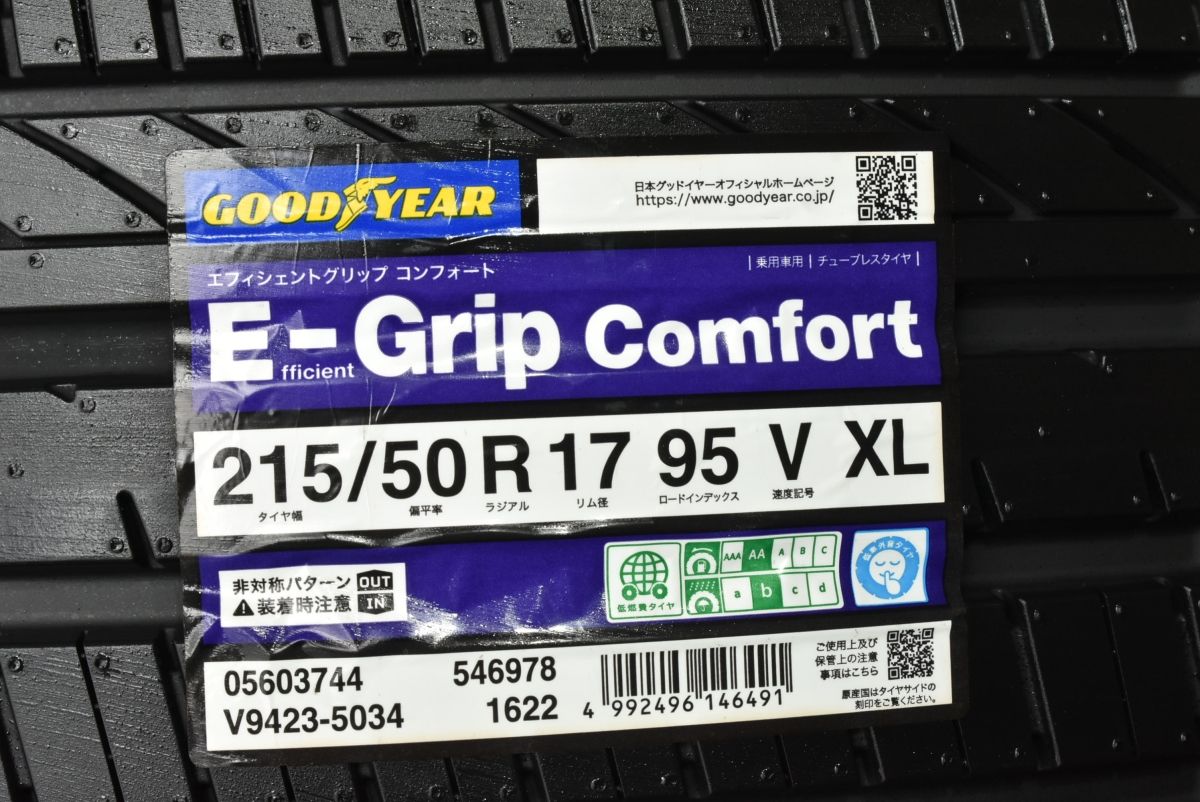 GOODYEAR
日本グッドイヤーオフィシャルホームページ
https://www.goodyear.co.jp/
エフィシェントグリップ コンフォート
|乗用車用|チューブレスタイヤ|
E-fficient Grip Comfort
215/50 R 17 95 V XL
タイヤ幅 偏平率 ラジアル リム径 ロードインデックス 速度記号
非対称パターン OUT
装着時注意 IN
低燃費タイヤ
AAA AA A B C
a b c d
低車外音タイヤ
05603744 546978
V9423-5034 1622
4 992496 146491
ご使用上及び
保管上の注意
事項はこちら
原産国はタイヤサイドの
刻印をご覧ください。